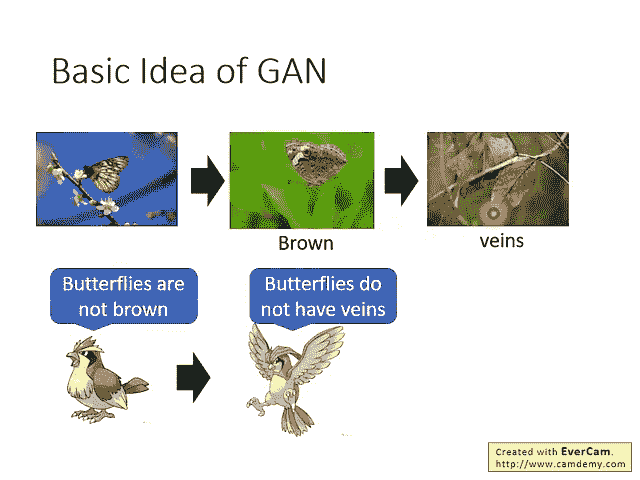 Basic Idea of GAN
Brown
veins
Butterflies are
not brown
Butterflies do
not have veins
Created with EverCam.
http://www.camdemy.com